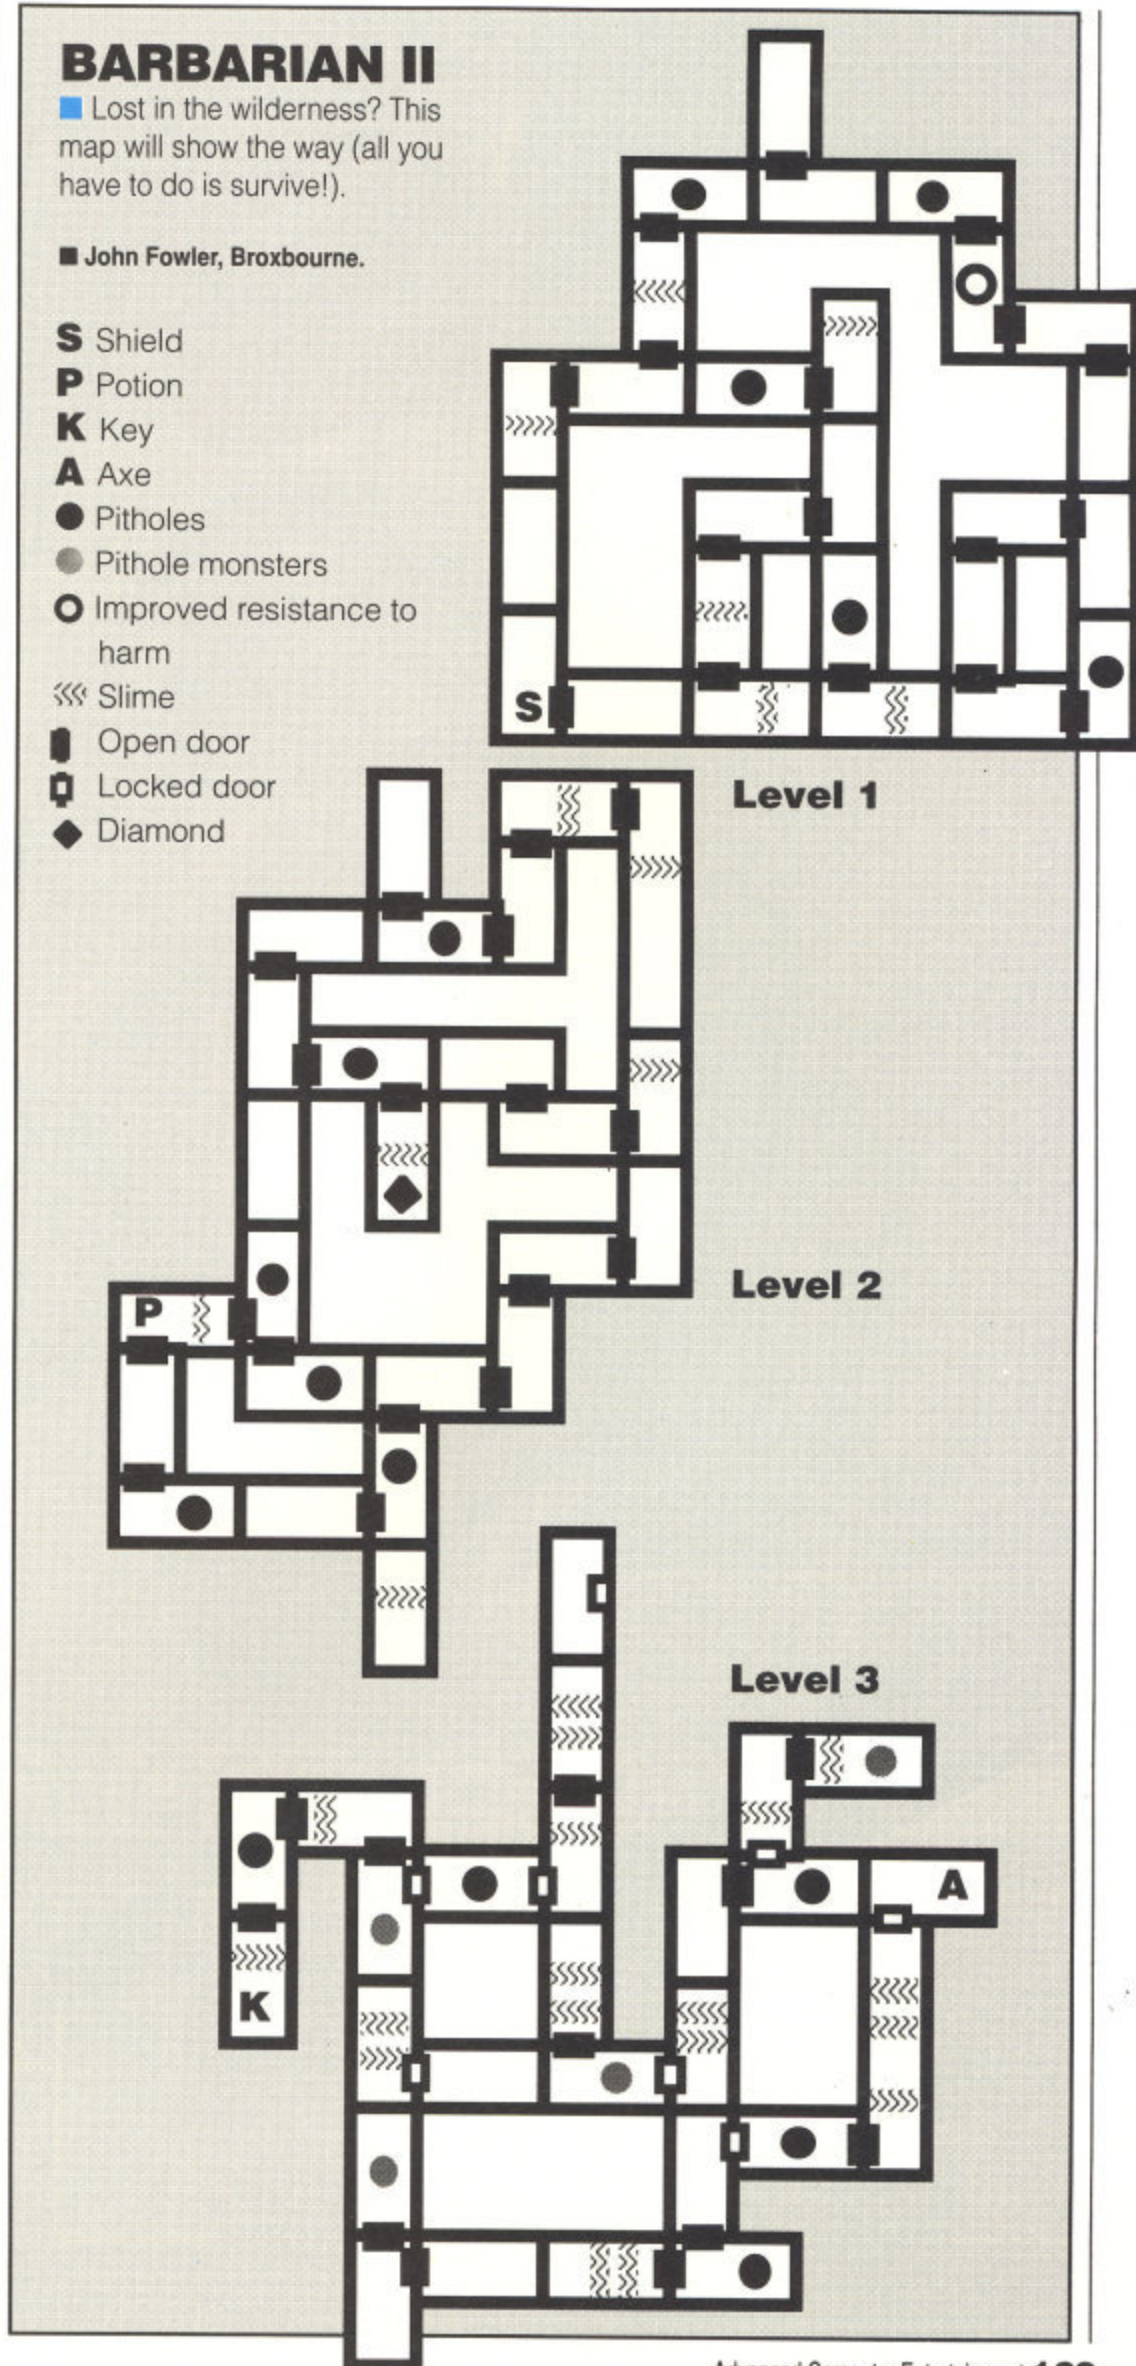 BARBARIAN II
Lost in the wilderness? This
map will show the way (all you
have to do is survive!).
John Fowler, Broxbourne.
S Shield
P Potion
K Key
A Axe
Pitholes
Pithole monsters
Improved resistance to
harm
Slime
Open door
Locked door
Diamond
S
Level 1
P
Level 2
Level 3
A
K